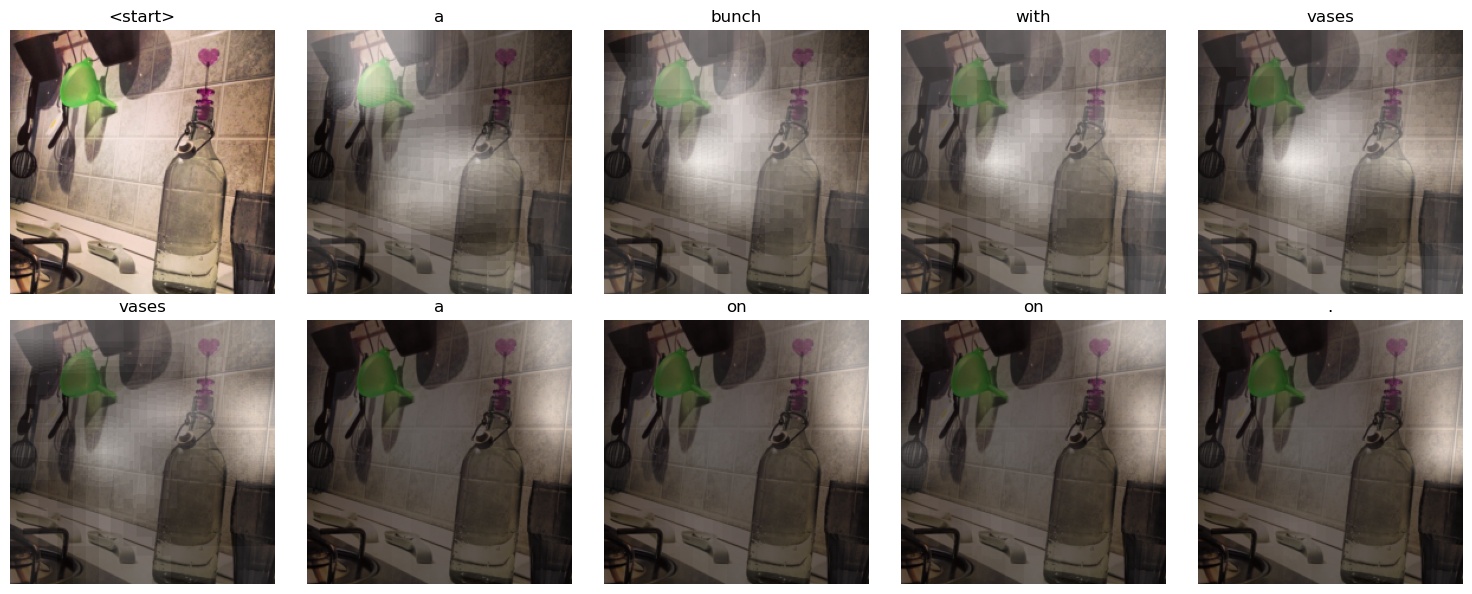 <start> a bunch with vases
vases a on on .